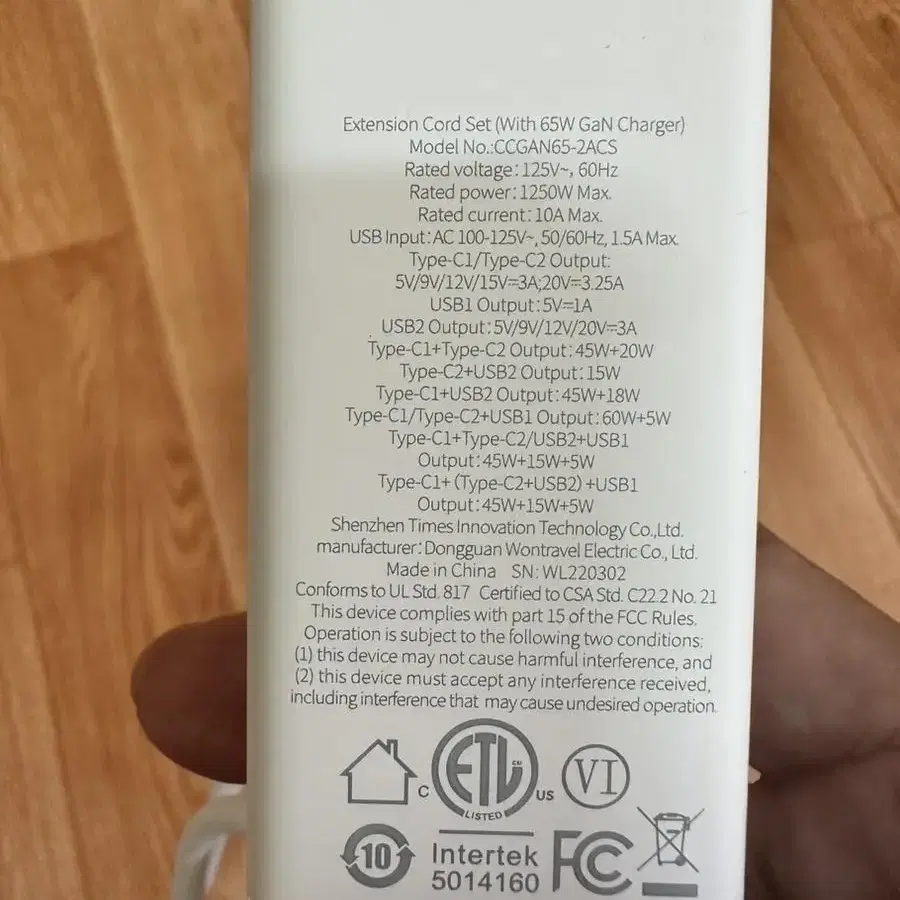 Extension Cord Set (With 65W GaN Charger)
Model No.:CCGAN65-2ACS
Rated voltage:125V~, 60Hz
Rated power:1250W Max.
Rated current:10A Max.
USB Input:AC 100-125V~,50/60Hz, 1.5A Max.
Type-C1/Type-C2 Output:
5V/9V/12V/15V⎓3A;20V⎓3.25A
USB1 Output:5V⎓1A
USB2 Output:5V/9V/12V/20V⎓3A
Type-C1+Type-C2 Output:45W+20W
Type-C2+USB2 Output:15W
Type-C1+USB2 Output:45W+18W
Type-C1/Type-C2+USB1 Output:60W+5W
Type-C1+Type-C2/USB2+USB1
Output:45W+15W+5W
Type-C1+(Type-C2+USB2)+USB1
Output:45W+15W+5W
Shenzhen Times Innovation Technology Co.,Ltd.
manufacturer:Dongguan Wontravel Electric Co., Ltd.
Made in China SN:WL220302
Conforms to UL Std. 817 Certified to CSA Std. C22.2 No. 21
This device complies with part 15 of the FCC Rules.
Operation is subject to the following two conditions:
(1) this device may not cause harmful interference, and
(2) this device must accept any interference received,
including interference that may cause undesired operation.
C ETL CM US LISTED VI
10 Intertek FC
5014160